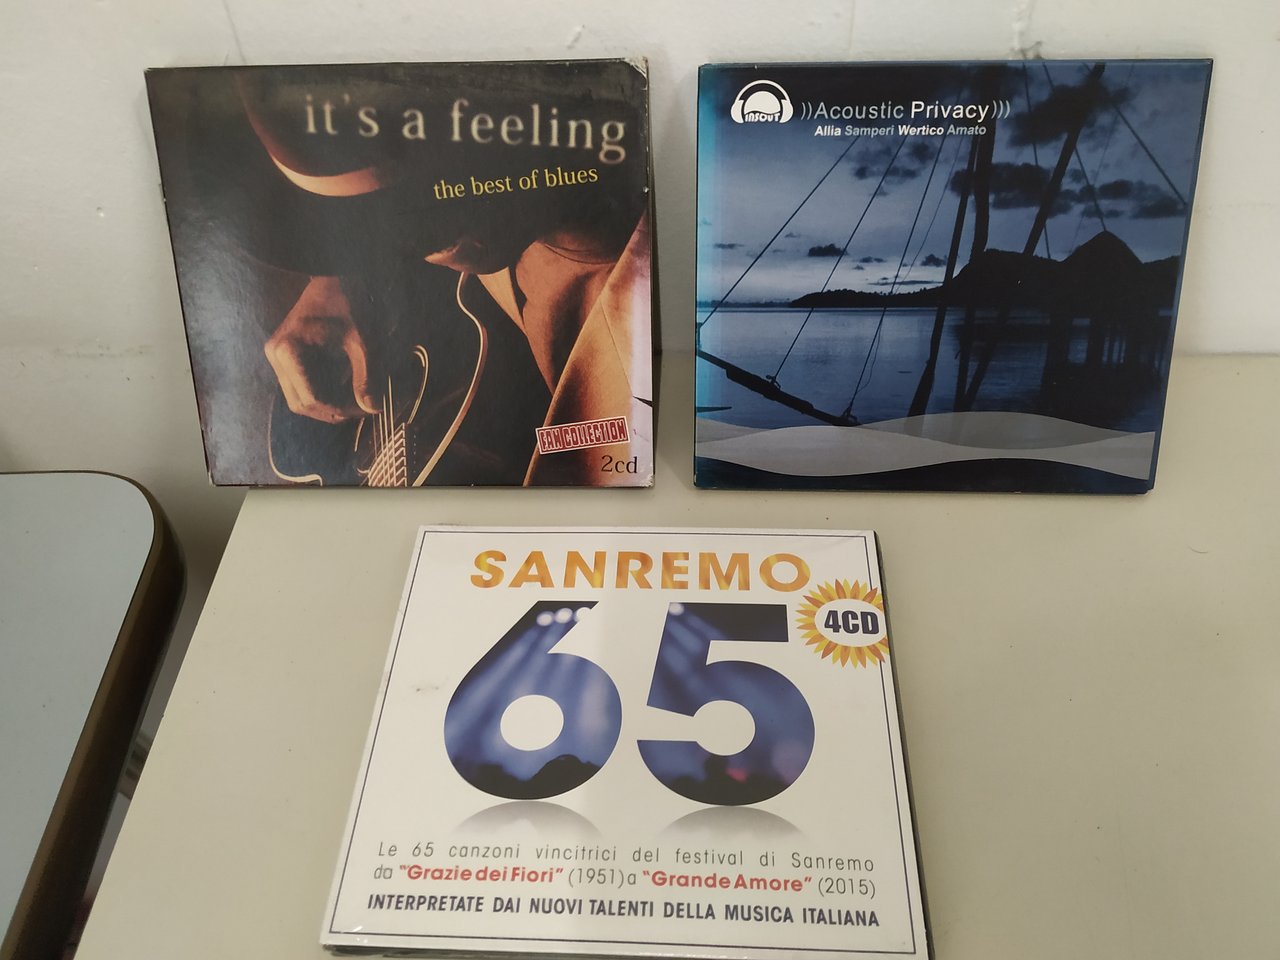 it's a feeling
the best of blues
FAN COLLECTION
2cd
INSOUT
))Acoustic Privacy)))
Allia Samperi Wertico Amato
SANREMO
65
4CD
Le 65 canzoni vincitrici del festival di Sanremo
da "Grazie dei Fiori" (1951) a "Grande Amore" (2015)
INTERPRETATE DAI NUOVI TALENTI DELLA MUSICA ITALIANA